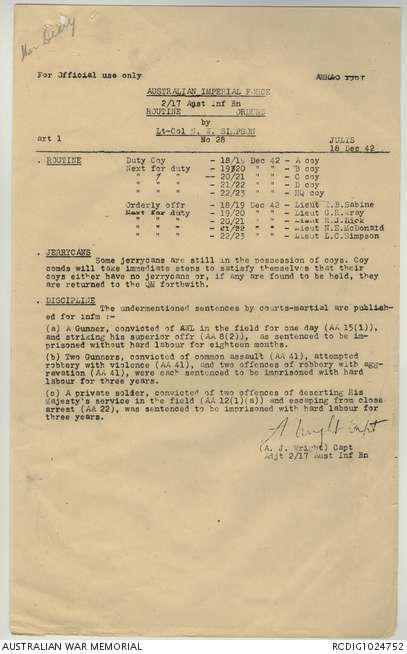 War Diary
For Official use only
AUSTRALIAN IMPERIAL FORCE
2/17 Aust Inf Bn
ROUTINE ORDERS
by
Lt-Col N. W. SIMPSON
art 1 No 28 JULIS
18 Dec 42
. ROUTINE Duty Coy - 18/19 Dec 42 - A coy
Next for duty - 19/20 " " - B coy
" " " - 20/21 " " - C coy
" " " - 21/22 " " - D coy
" " " - 22/23 " " - HQ coy
Orderly offr - 18/19 Dec 42 - Lieut R.B.Sabine
Next for duty - 19/20 " " - Lieut G.R.Wray
" " " - 20/21 " " - Lieut R.J.Dick
" " " - 21/22 " " - Lieut N.E.McDonald
" " " - 22/23 " " - Lieut L.C.Simpson
. JERRYCANS
Some jerrycans are still in the possession of coys. Coy
comds will take immediate steps to satisfy themselves that their
coys either have no jerrycans or, if any are found to be held, they
are returned to the QM forthwith.
. DISCIPLINE The undermentioned sentences by courts-martial are publish-
ed for infm :-
(a) A Gunner, convicted of AWL in the field for one day (AA 15(1)),
and striking his superior offr (AA 8(2)), as sentenced to be im-
prisoned without hard labour for eighteen months.
(b) Two Gunners, convicted of common assault (AA 41), attempted
robbery with violence (AA 41), and two offences of robbery with agg-
revation (AA 41), were each sentenced to be imprisoned with hard
labour for three years.
(c) A private solder, convicted of two offences of deserting His
Majesty's service in the field (AA 12(1)(a)) and escaping from close
arrest (AA 22), was sentenced to be imprisoned with hard labour for
three years.
A Wright Capt
(A. J. Wright) Capt
Adjt 2/17 Aust Inf Bn
AUSTRALIAN WAR MEMORIAL RCDIG1024752